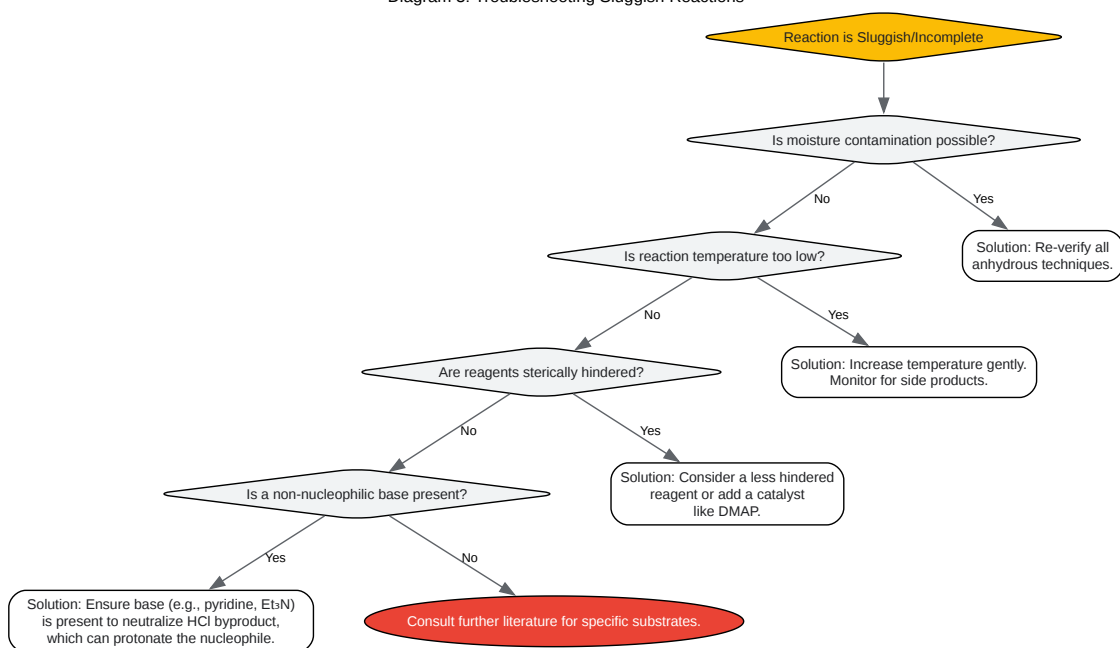 Reaction is Sluggish/Incomplete
Is moisture contamination possible?
No
Yes
Solution: Re-verify all
anhydrous techniques.
Is reaction temperature too low?
No
Yes
Solution: Increase temperature gently.
Monitor for side products.
Are reagents sterically hindered?
No
Yes
Solution: Consider a less hindered
reagent or add a catalyst
like DMAP.
Is a non-nucleophilic base present?
Yes
No
Solution: Ensure base (e.g., pyridine, Et₃N)
is present to neutralize HCl byproduct,
which can protonate the nucleophile.
Consult further literature for specific substrates.